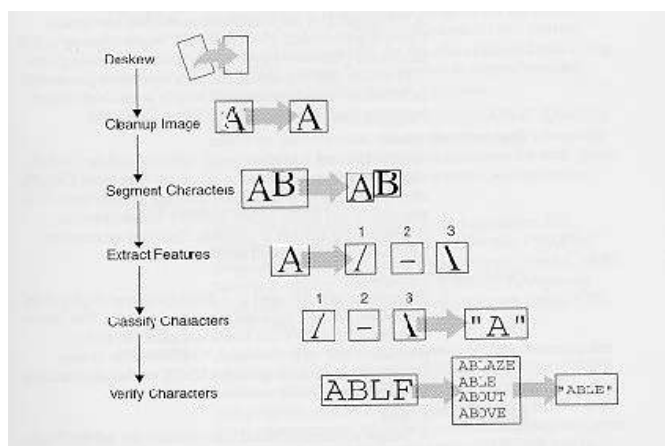 Deskew
Cleanup Image A A
Segment Characters AB A B
1 2 3
Extract Features A / – \
1 2 3
Classify Characters / – \ "A"
Verify Characters ABLF ABLAZE "ABLE"
ABLE
ABOUT
ABOVE